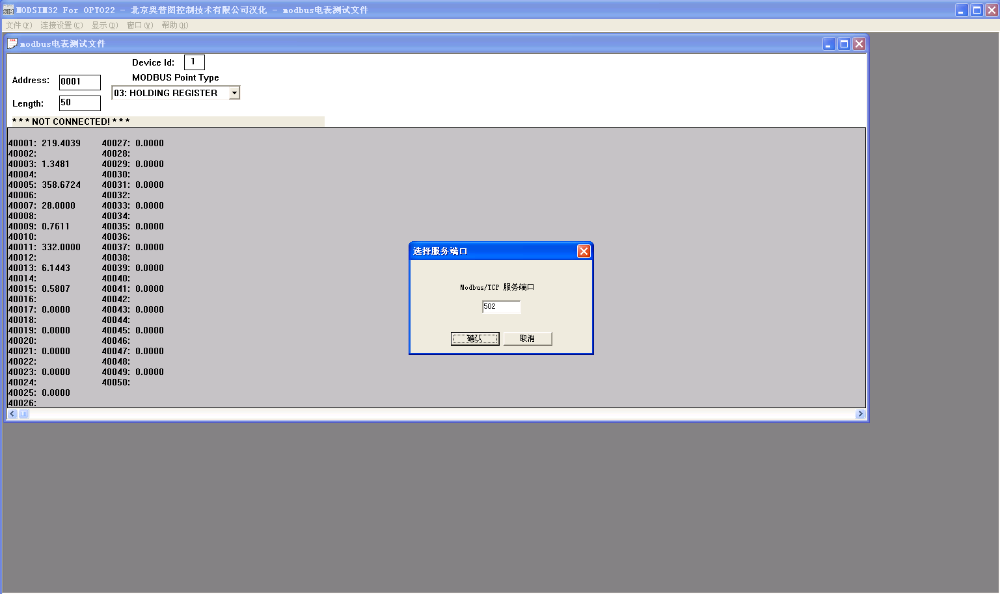 MODSIM32 For OPTO22 - 北京奥普图控制技术有限公司汉化 - modbus电表测试文件
文件(F) 连接设置(C) 显示(D) 窗口(W) 帮助(H)
modbus电表测试文件
Device Id: 1
Address: 0001
MODBUS Point Type
03: HOLDING REGISTER
Length: 50
* * * NOT CONNECTED! * * *
40001: 219.4039 40027: 0.0000
40002: 40028:
40003: 1.3481 40029: 0.0000
40004: 40030:
40005: 358.6724 40031: 0.0000
40006: 40032:
40007: 28.0000 40033: 0.0000
40008: 40034:
40009: 0.7611 40035: 0.0000
40010: 40036:
40011: 332.0000 40037: 0.0000
40012: 40038:
40013: 6.1443 40039: 0.0000
40014: 40040:
40015: 0.5807 40041: 0.0000
40016: 40042:
40017: 0.0000 40043: 0.0000
40018: 40044:
40019: 0.0000 40045: 0.0000
40020: 40046:
40021: 0.0000 40047: 0.0000
40022: 40048:
40023: 0.0000 40049: 0.0000
40024: 40050:
40025: 0.0000
40026:
选择服务端口
Modbus/TCP 服务端口
502
确认 取消